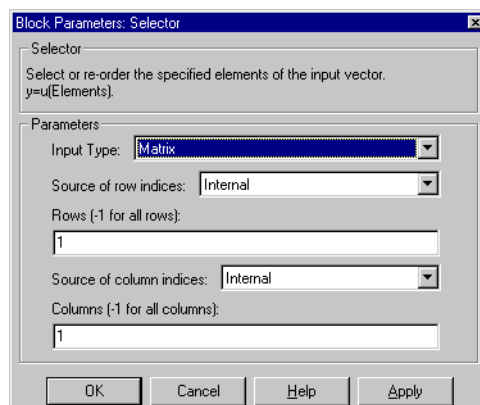 Block Parameters: Selector
Selector
Select or re-order the specified elements of the input vector.
y=u(Elements).
Parameters
Input Type: Matrix
Source of row indices: Internal
Rows (-1 for all rows):
1
Source of column indices: Internal
Columns (-1 for all columns):
1
OK Cancel Help Apply